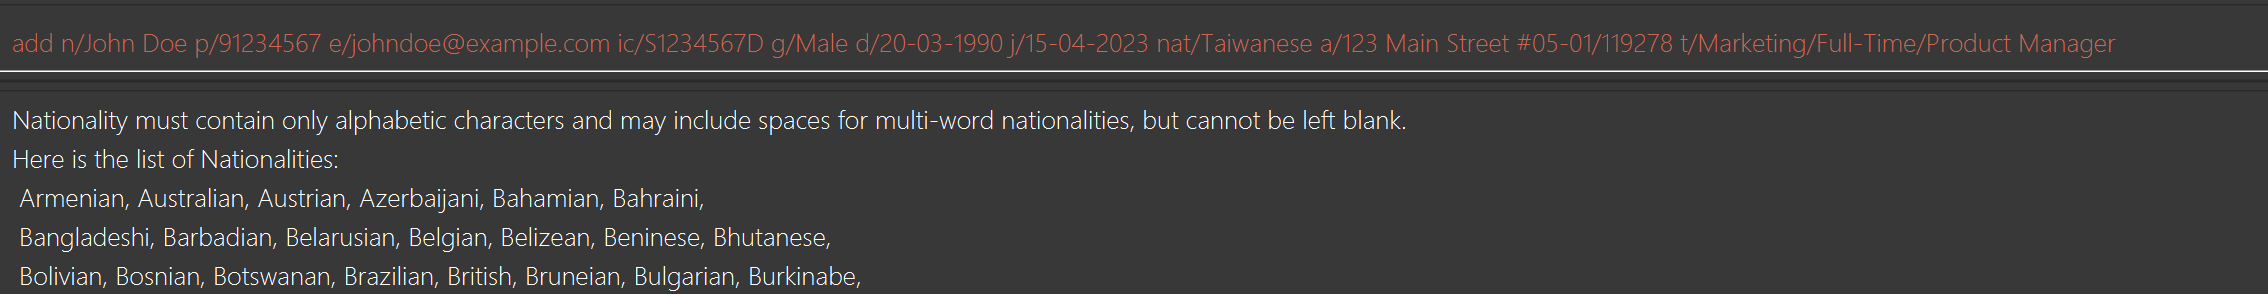 add n/John Doe p/91234567 e/johndoe@example.com ic/S1234567D g/Male d/20-03-1990 j/15-04-2023 nat/Taiwanese a/123 Main Street #05-01/119278 t/Marketing/Full-Time/Product Manager
Nationality must contain only alphabetic characters and may include spaces for multi-word nationalities, but cannot be left blank.
Here is the list of Nationalities:
Armenian, Australian, Austrian, Azerbaijani, Bahamian, Bahraini,
Bangladeshi, Barbadian, Belarusian, Belgian, Belizean, Beninese, Bhutanese,
Bolivian, Bosnian, Botswanan, Brazilian, British, Bruneian, Bulgarian, Burkinabe,